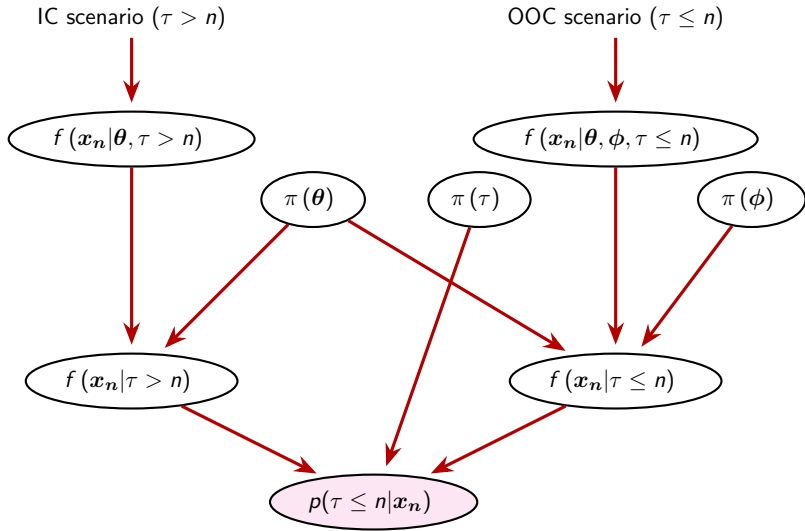 IC scenario (τ > n)
OOC scenario (τ ≤ n)
f (xₙ|θ, τ > n)
f (xₙ|θ, ϕ, τ ≤ n)
π (θ)
π (τ)
π (ϕ)
f (xₙ|τ > n)
f (xₙ|τ ≤ n)
p(τ ≤ n|xₙ)